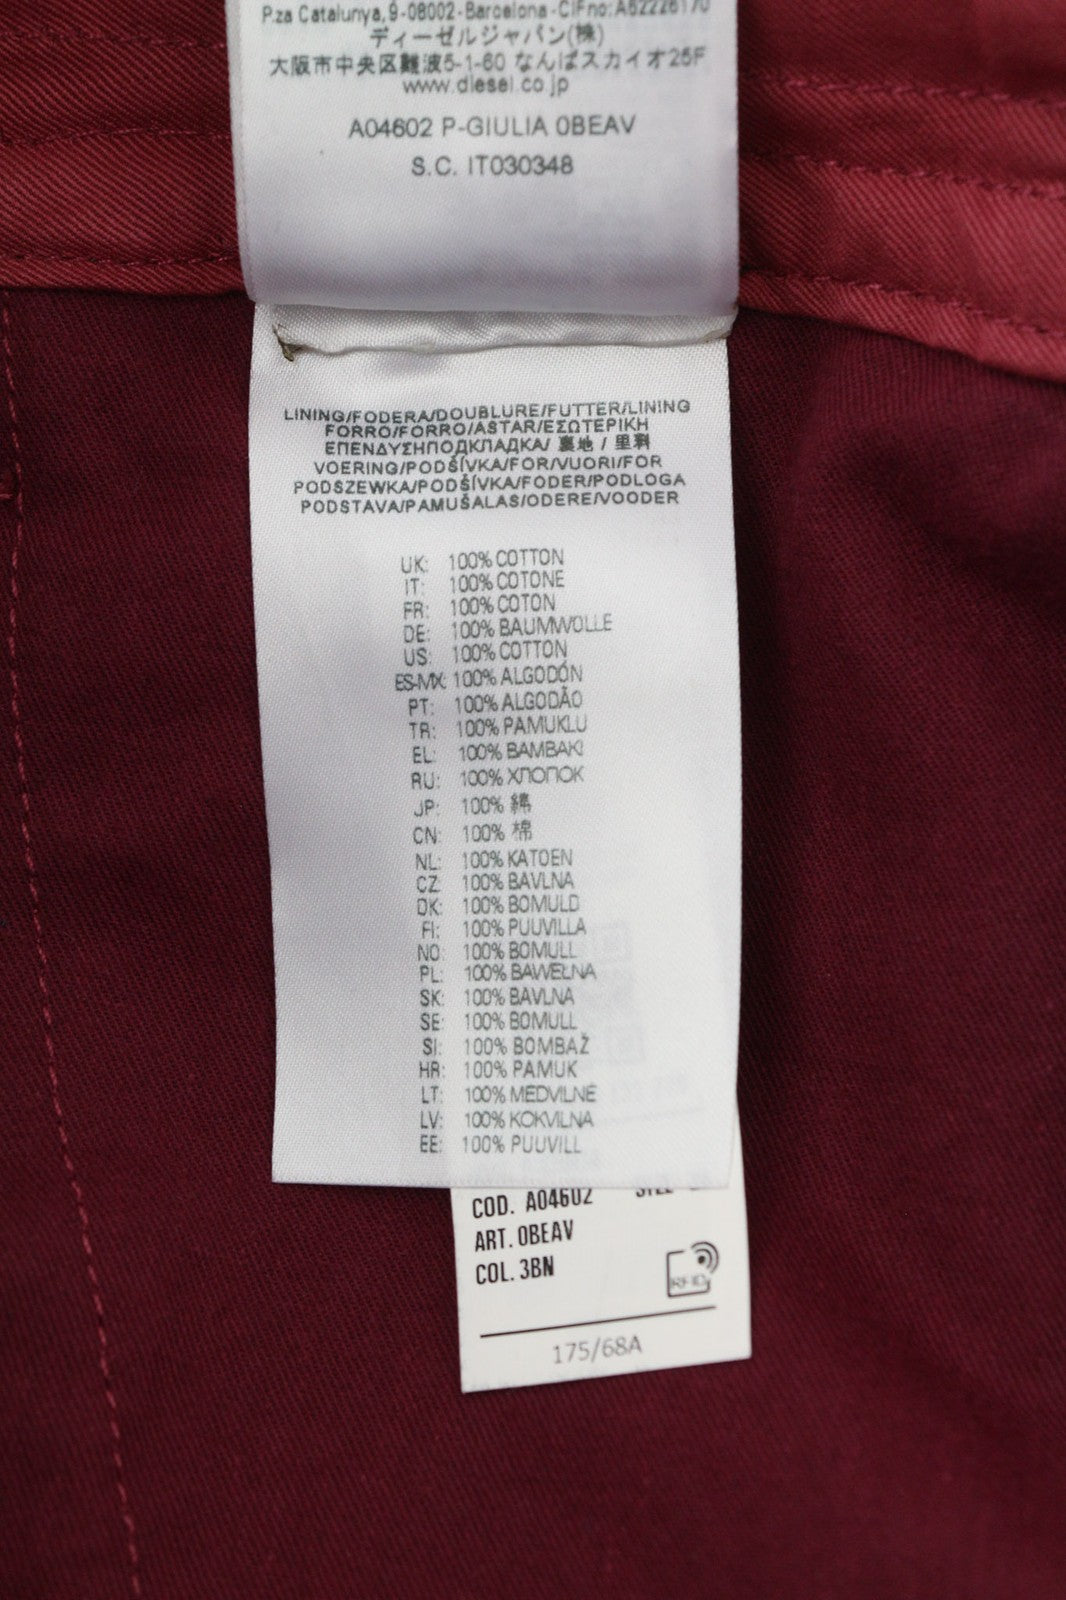 P.za Catalunya, 9-08002-Barcelona-CIF no: A62226170
ディーゼルジャパン(株)
大阪市中央区難波5-1-60 なんばスカイオ25F
www.diesel.co.jp
A04602 P-GIULIA 0BEAV
S.C. IT030348
LINING/FODERA/DOUBLURE/FUTTER/LINING
FORRO/FORRO/ASTAR/ΕΣΩΤΕΡΙΚΗ
ΕΠΕΝΔΥΣΗПОДКЛАДКА/ 裏地 / 里料
VOERING/PODŠÍVKA/FOR/VUORI/FOR
PODSZEWKA/PODŠÍVKA/FODER/PODLOGA
PODSTAVA/PAMUŠALAS/ODERE/VOODER
UK: 100% COTTON
IT: 100% COTONE
FR: 100% COTON
DE: 100% BAUMWOLLE
US: 100% COTTON
ES-MX: 100% ALGODÓN
PT: 100% ALGODÃO
TR: 100% PAMUKLU
EL: 100% ΒΑΜΒΑΚΙ
RU: 100% ХЛОПОК
JP: 100% 綿
CN: 100% 棉
NL: 100% KATOEN
CZ: 100% BAVLNA
DK: 100% BOMULD
FI: 100% PUUVILLA
NO: 100% BOMULL
PL: 100% BAWEŁNA
SK: 100% BAVLNA
SE: 100% BOMULL
SI: 100% BOMBAŽ
HR: 100% PAMUK
LT: 100% MEDVILNĖ
LV: 100% KOKVILNA
EE: 100% PUUVILL
COD. A04602
ART. 0BEAV
COL. 3BN
RFID
175/68A